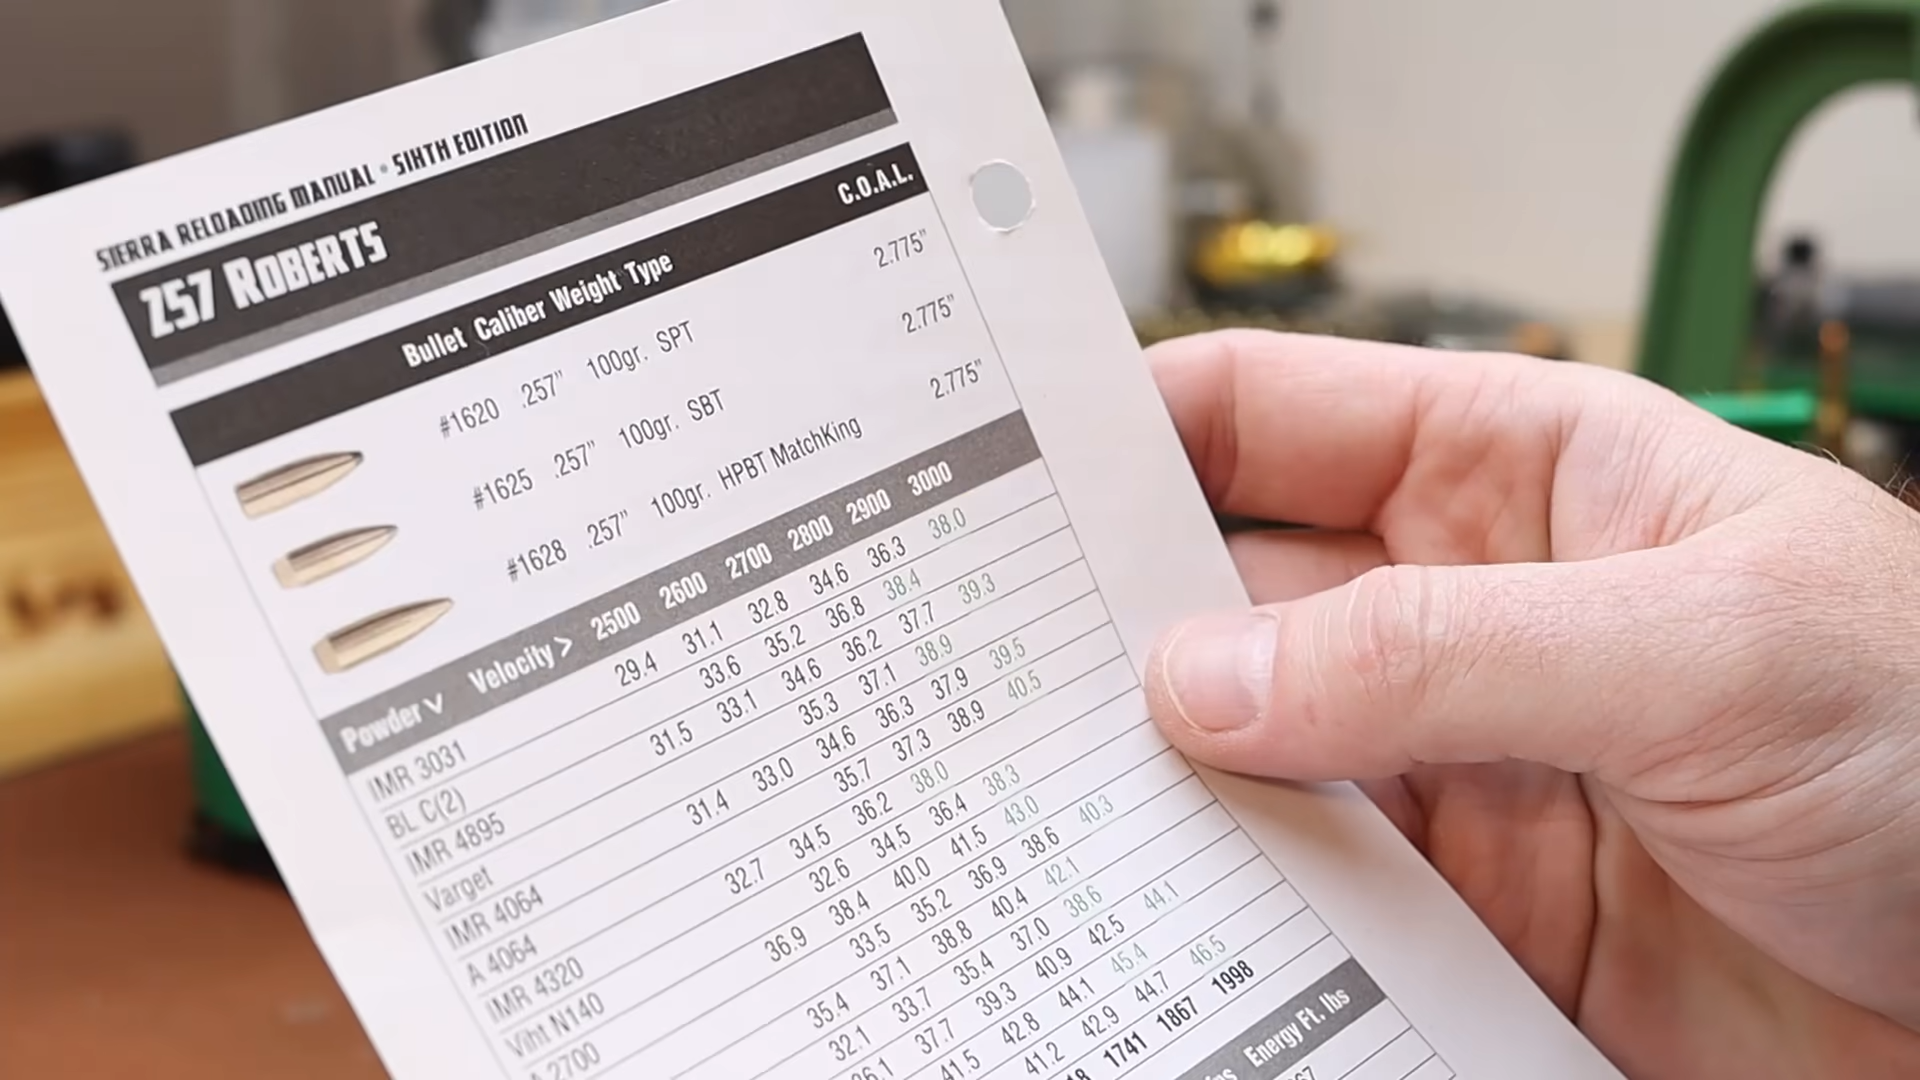 SIERRA RELOADING MANUAL • SIXTH EDITION
257 ROBERTS
Bullet Caliber Weight Type C.O.A.L.
#1620 .257" 100gr. SPT 2.775"
#1625 .257" 100gr. SBT 2.775"
#1628 .257" 100gr. HPBT MatchKing 2.775"
Powder ∨ Velocity > 2500 2600 2700 2800 2900 3000
IMR 3031 29.4 31.1 32.8 34.6 36.3 38.0
BL C(2) 33.6 35.2 36.8 38.4
IMR 4895 31.5 33.1 34.6 36.2 37.7 39.3
Varget 35.3 37.1 38.9
IMR 4064 31.4 33.0 34.6 36.3 37.9 39.5
A 4064 35.7 37.3 38.9 40.5
IMR 4320 32.7 34.5 36.2 38.0
Viht N140 32.6 34.5 36.4 38.3
A 2700 36.9 38.4 40.0 41.5 43.0
33.5 35.2 36.9 38.6 40.3
35.4 37.1 38.8 40.4 42.1
32.1 33.7 35.4 37.0 38.6
37.7 39.3 40.9 42.5 44.1
41.5 42.8 44.1 45.4
41.2 42.9 44.7 46.5
1741 1867 1998
Energy Ft. lbs